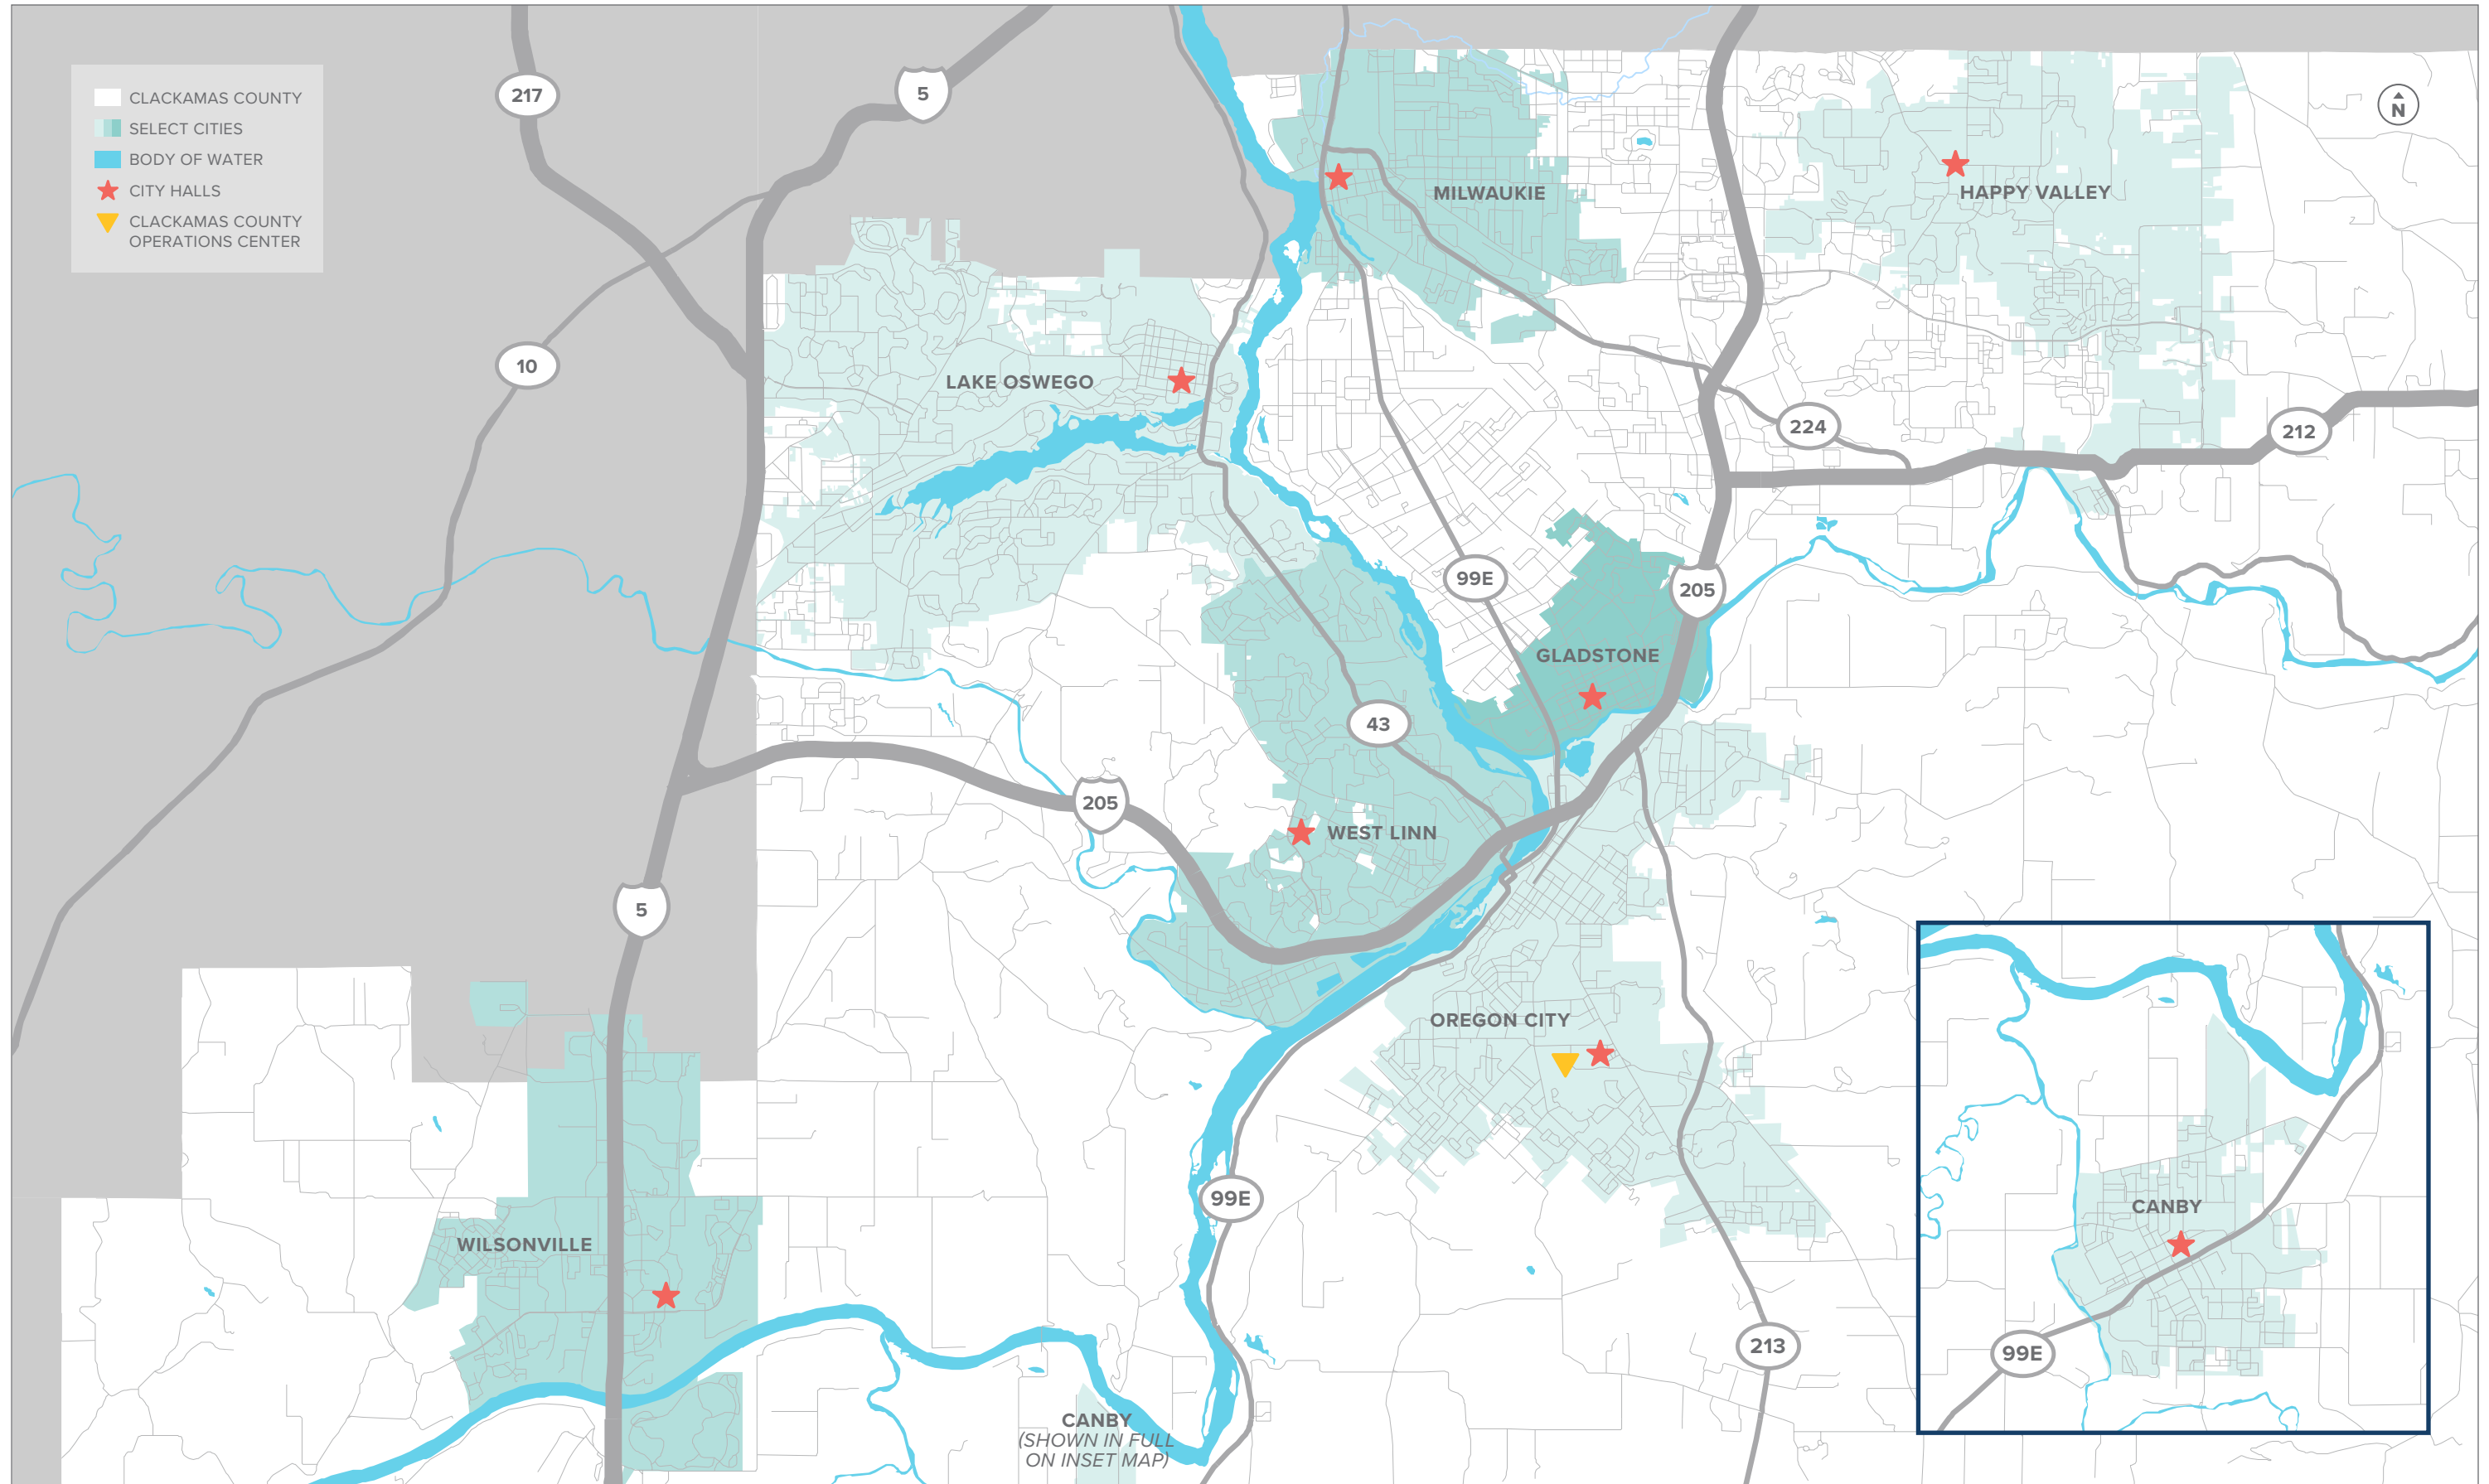 CLACKAMAS COUNTY
SELECT CITIES
BODY OF WATER
CITY HALLS
CLACKAMAS COUNTY
OPERATIONS CENTER
217
5
N
MILWAUKIE
HAPPY VALLEY
10
LAKE OSWEGO
224
212
99E
205
GLADSTONE
43
205
WEST LINN
5
OREGON CITY
99E
CANBY
WILSONVILLE
213
99E
CANBY
(SHOWN IN FULL
ON INSET MAP)